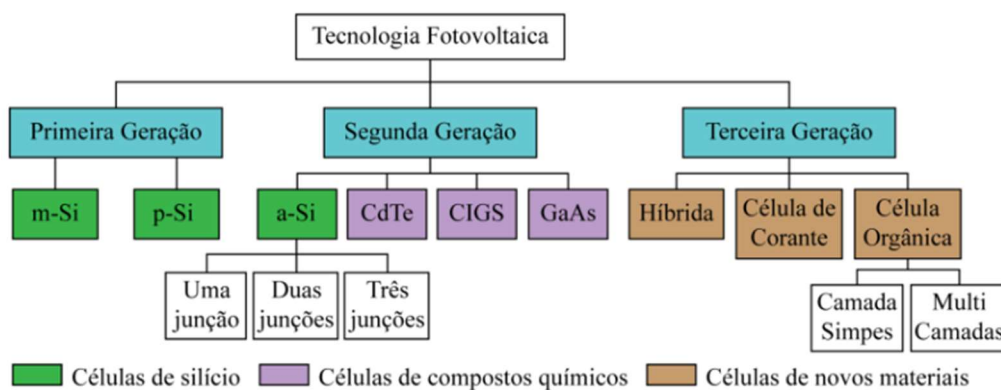 Tecnologia Fotovoltaica
Primeira Geração
Segunda Geração
Terceira Geração
m-Si
p-Si
a-Si
CdTe
CIGS
GaAs
Híbrida
Célula de
Corante
Célula
Orgânica
Uma
junção
Duas
junções
Três
junções
Camada
Simpes
Multi
Camadas
Células de silício
Células de compostos químicos
Células de novos materiais